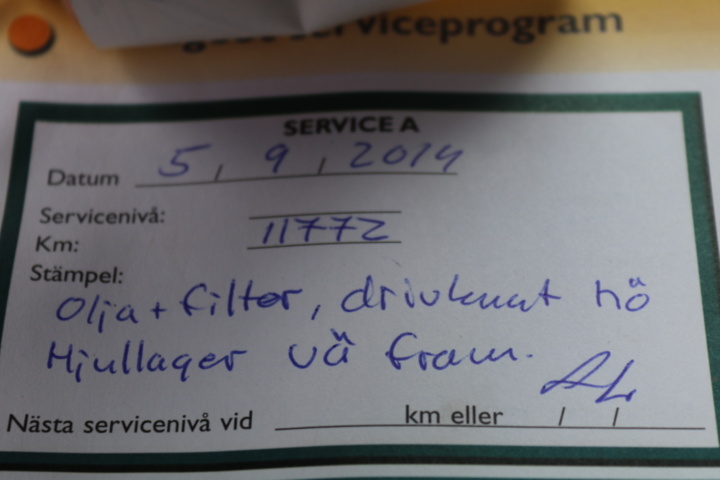 serviceprogram
SERVICE A
Datum 5, 9, 2014
Servicenivå:
Km: 11772
Stämpel:
Olja + filter, drivknut hö
Hjullager vä fram.
Nästa servicenivå vid km eller / /